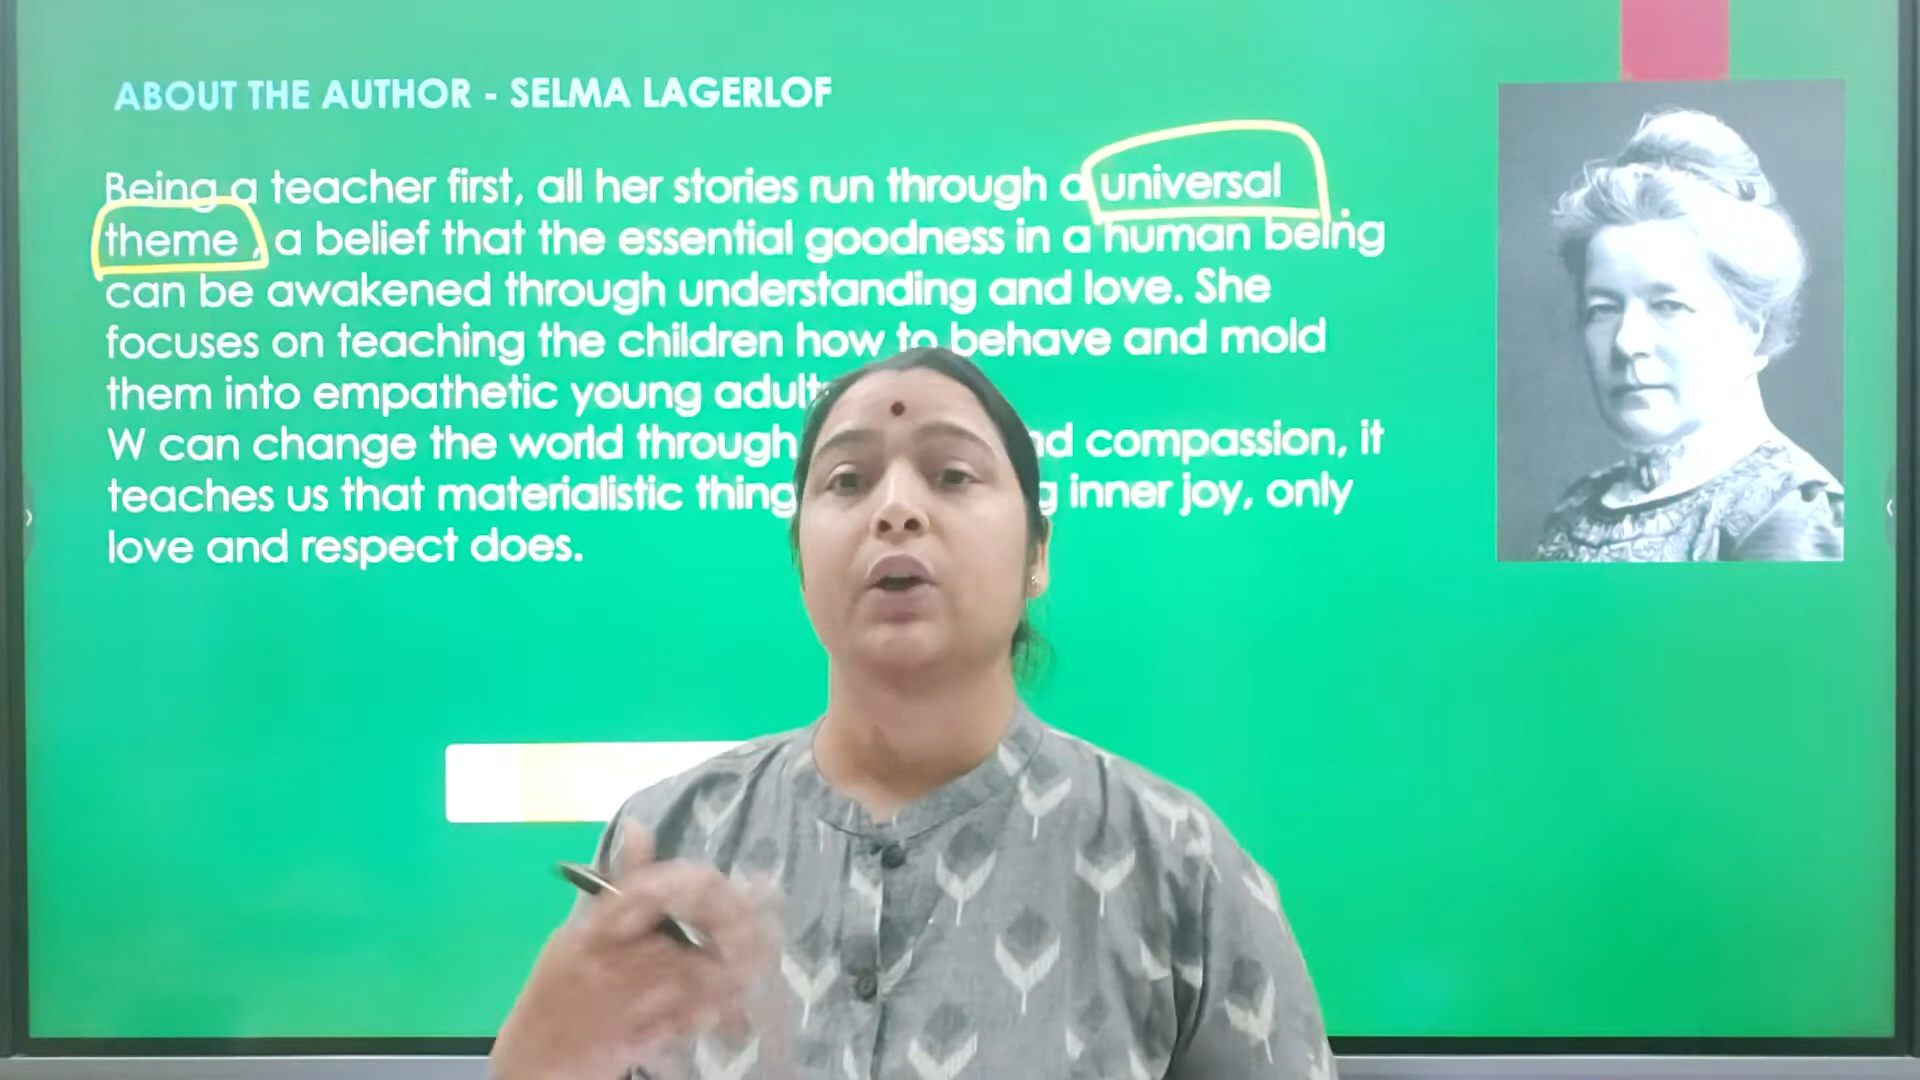 ABOUT THE AUTHOR - SELMA LAGERLOF
Being a teacher first, all her stories run through a universal
theme , a belief that the essential goodness in a human being
can be awakened through understanding and love. She
focuses on teaching the children how to behave and mold
them into empathetic young
W can change the world through compassion, it
teaches us that materialistic inner joy, only
love and respect does.